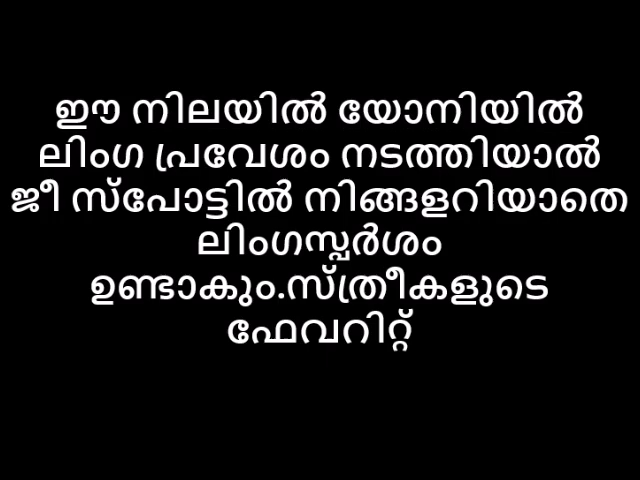 ഈ നിലയിൽ യോനിയിൽ
ലിംഗ പ്രവേശം നടത്തിയാൽ
ജീ സ്പോട്ടിൽ നിങ്ങളറിയാതെ
ലിംഗസ്പർശം
ഉണ്ടാകും.സ്ത്രീകളുടെ
ഫേവറിറ്റ്